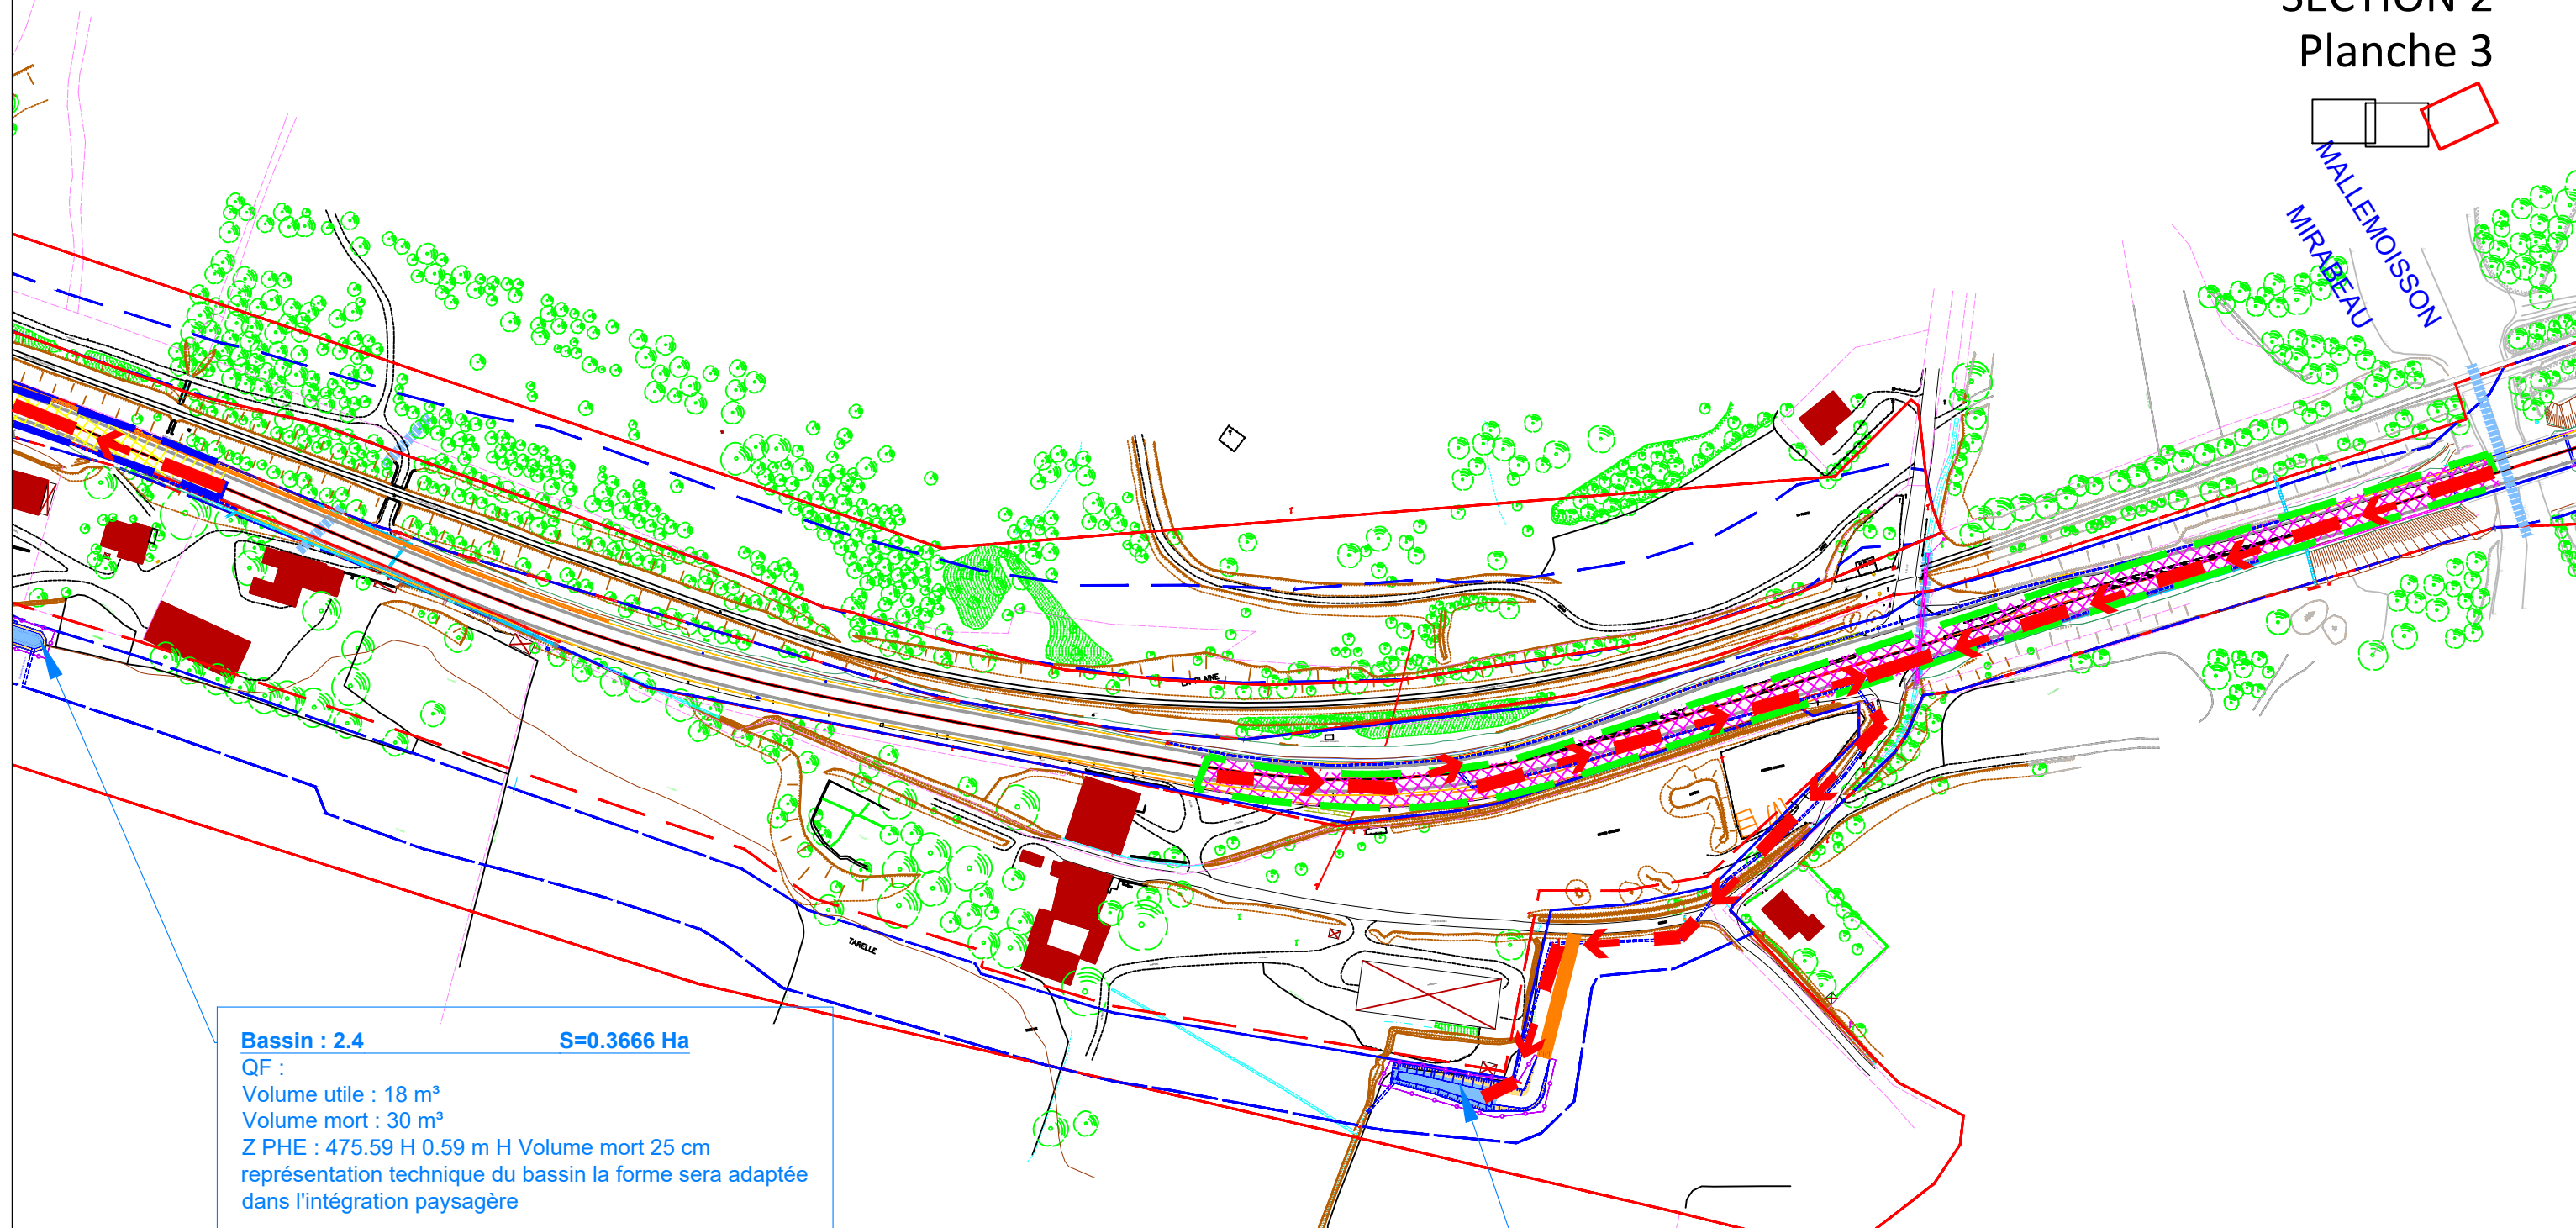 SECTION 2
Planche 3
MALLEMOISSON
MIRABEAU
LA PLAINE
TARELLE
Bassin : 2.4 S=0.3666 Ha
QF :
Volume utile : 18 m³
Volume mort : 30 m³
Z PHE : 475.59 H 0.59 m H Volume mort 25 cm
représentation technique du bassin la forme sera adaptée
dans l'intégration paysagère